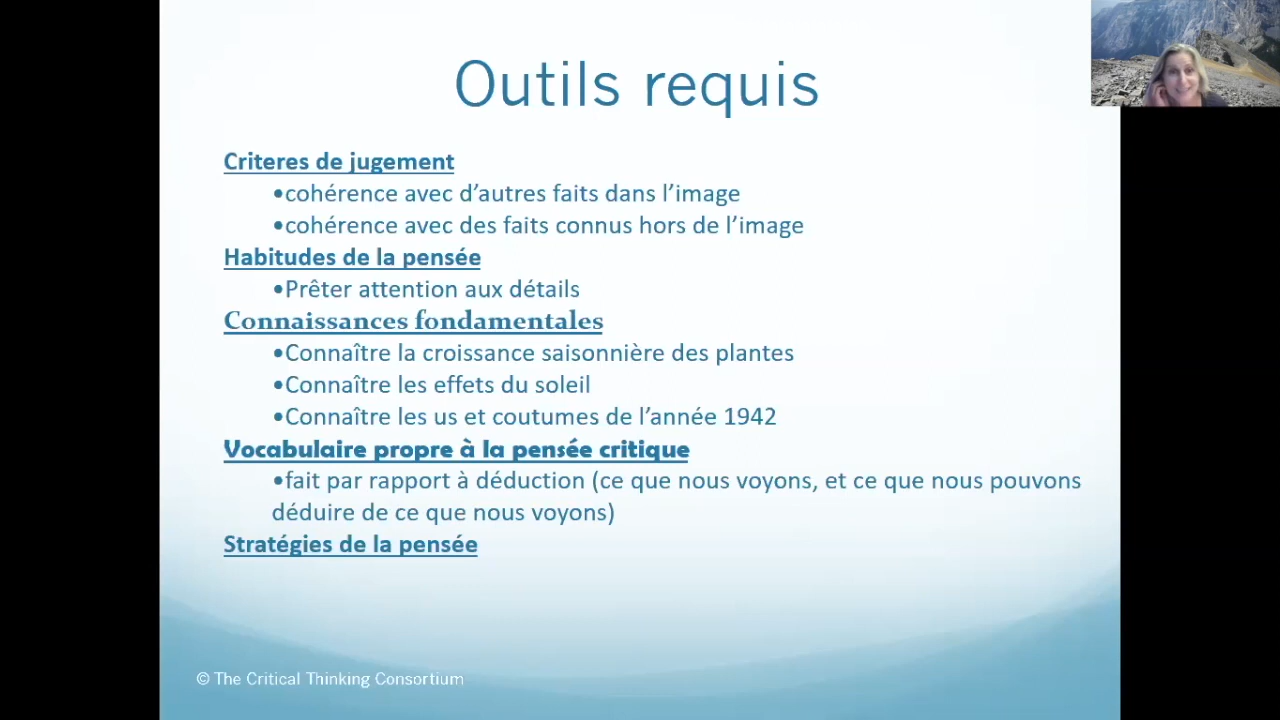 Outils requis
Criteres de jugement
•cohérence avec d’autres faits dans l’image
•cohérence avec des faits connus hors de l’image
Habitudes de la pensée
•Prêter attention aux détails
Connaissances fondamentales
•Connaître la croissance saisonnière des plantes
•Connaître les effets du soleil
•Connaître les us et coutumes de l’année 1942
Vocabulaire propre à la pensée critique
•fait par rapport à déduction (ce que nous voyons, et ce que nous pouvons
déduire de ce que nous voyons)
Stratégies de la pensée
© The Critical Thinking Consortium